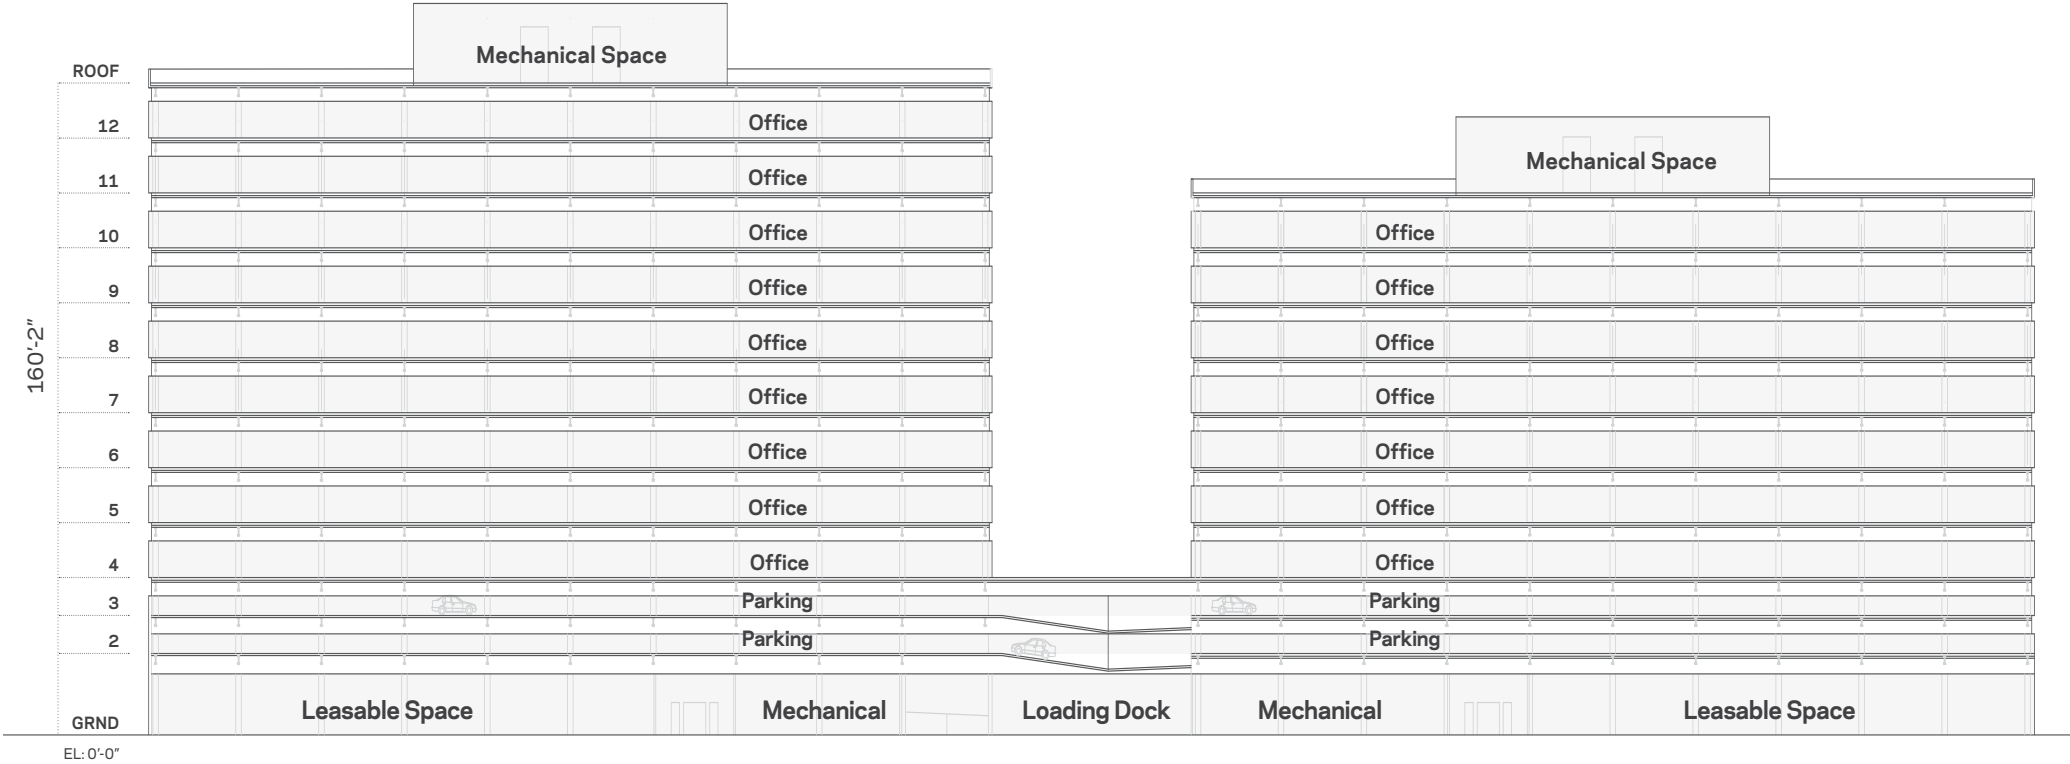 Mechanical Space
ROOF
12 Office
Mechanical Space
11 Office
10 Office Office
9 Office Office
8 Office Office
7 Office Office
6 Office Office
5 Office Office
4 Office Office
3 Parking Parking
2 Parking Parking
GRND Leasable Space Mechanical Loading Dock Mechanical Leasable Space
EL: 0'-0"
160'-2"